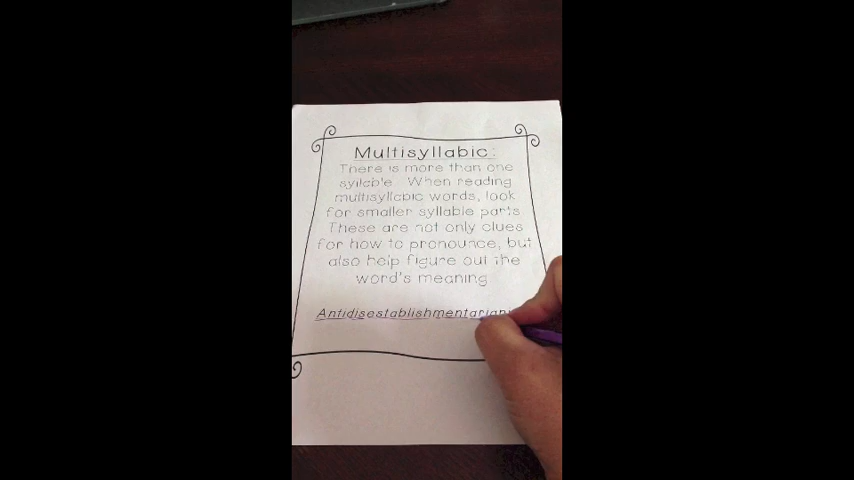 Multisyllabic:
There is more than one
syllable. When reading
multisyllabic words, look
for smaller syllable parts
These are not only clues
for how to pronounce, but
also help figure out the
word's meaning